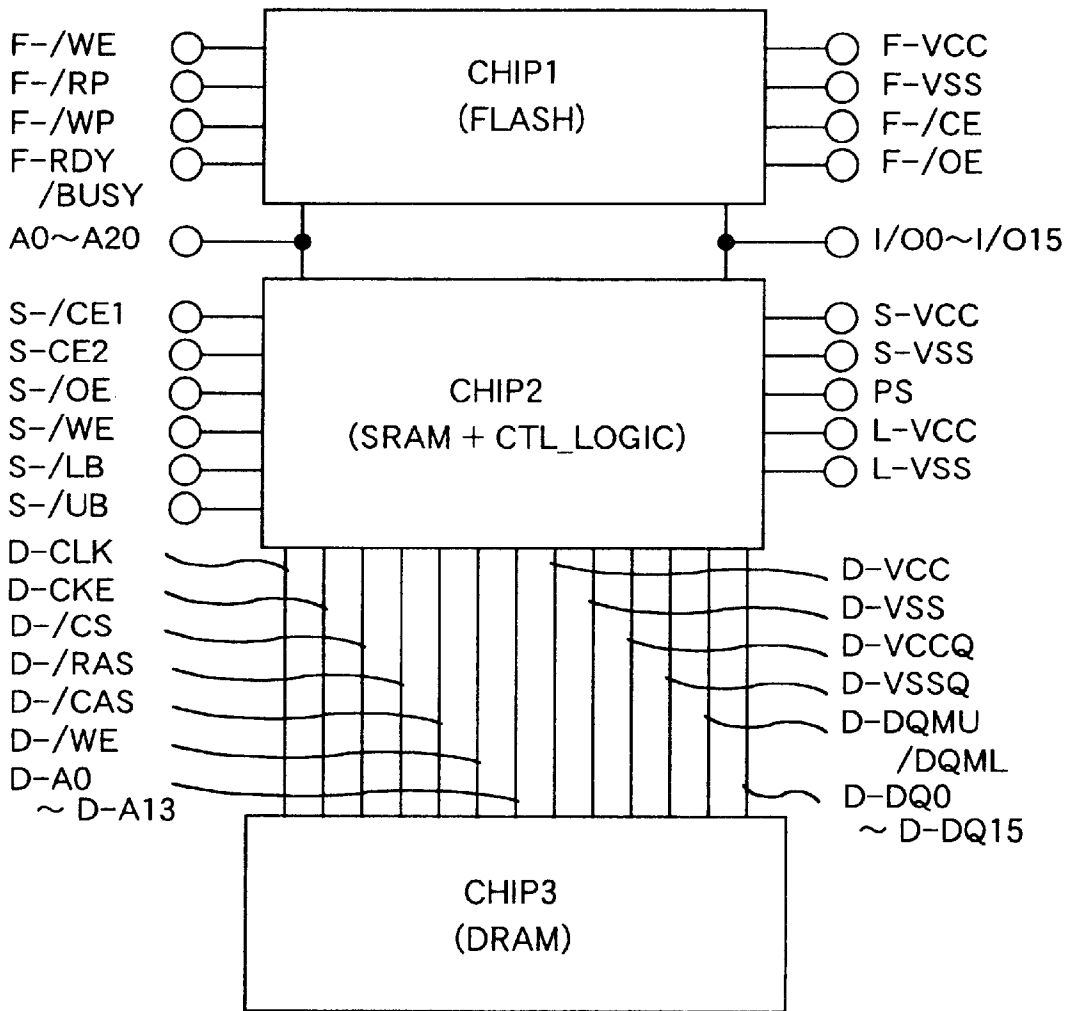 F-/WE
F-/RP
F-/WP
F-RDY
/BUSY
A0~A20
CHIP1
(FLASH)
F-VCC
F-VSS
F-/CE
F-/OE
I/O0~I/O15
S-/CE1
S-CE2
S-/OE
S-/WE
S-/LB
S-/UB
CHIP2
(SRAM + CTL_LOGIC)
S-VCC
S-VSS
PS
L-VCC
L-VSS
D-CLK
D-CKE
D-/CS
D-/RAS
D-/CAS
D-/WE
D-A0
~ D-A13
D-VCC
D-VSS
D-VCCQ
D-VSSQ
D-DQMU
/DQML
D-DQ0
~ D-DQ15
CHIP3
(DRAM)